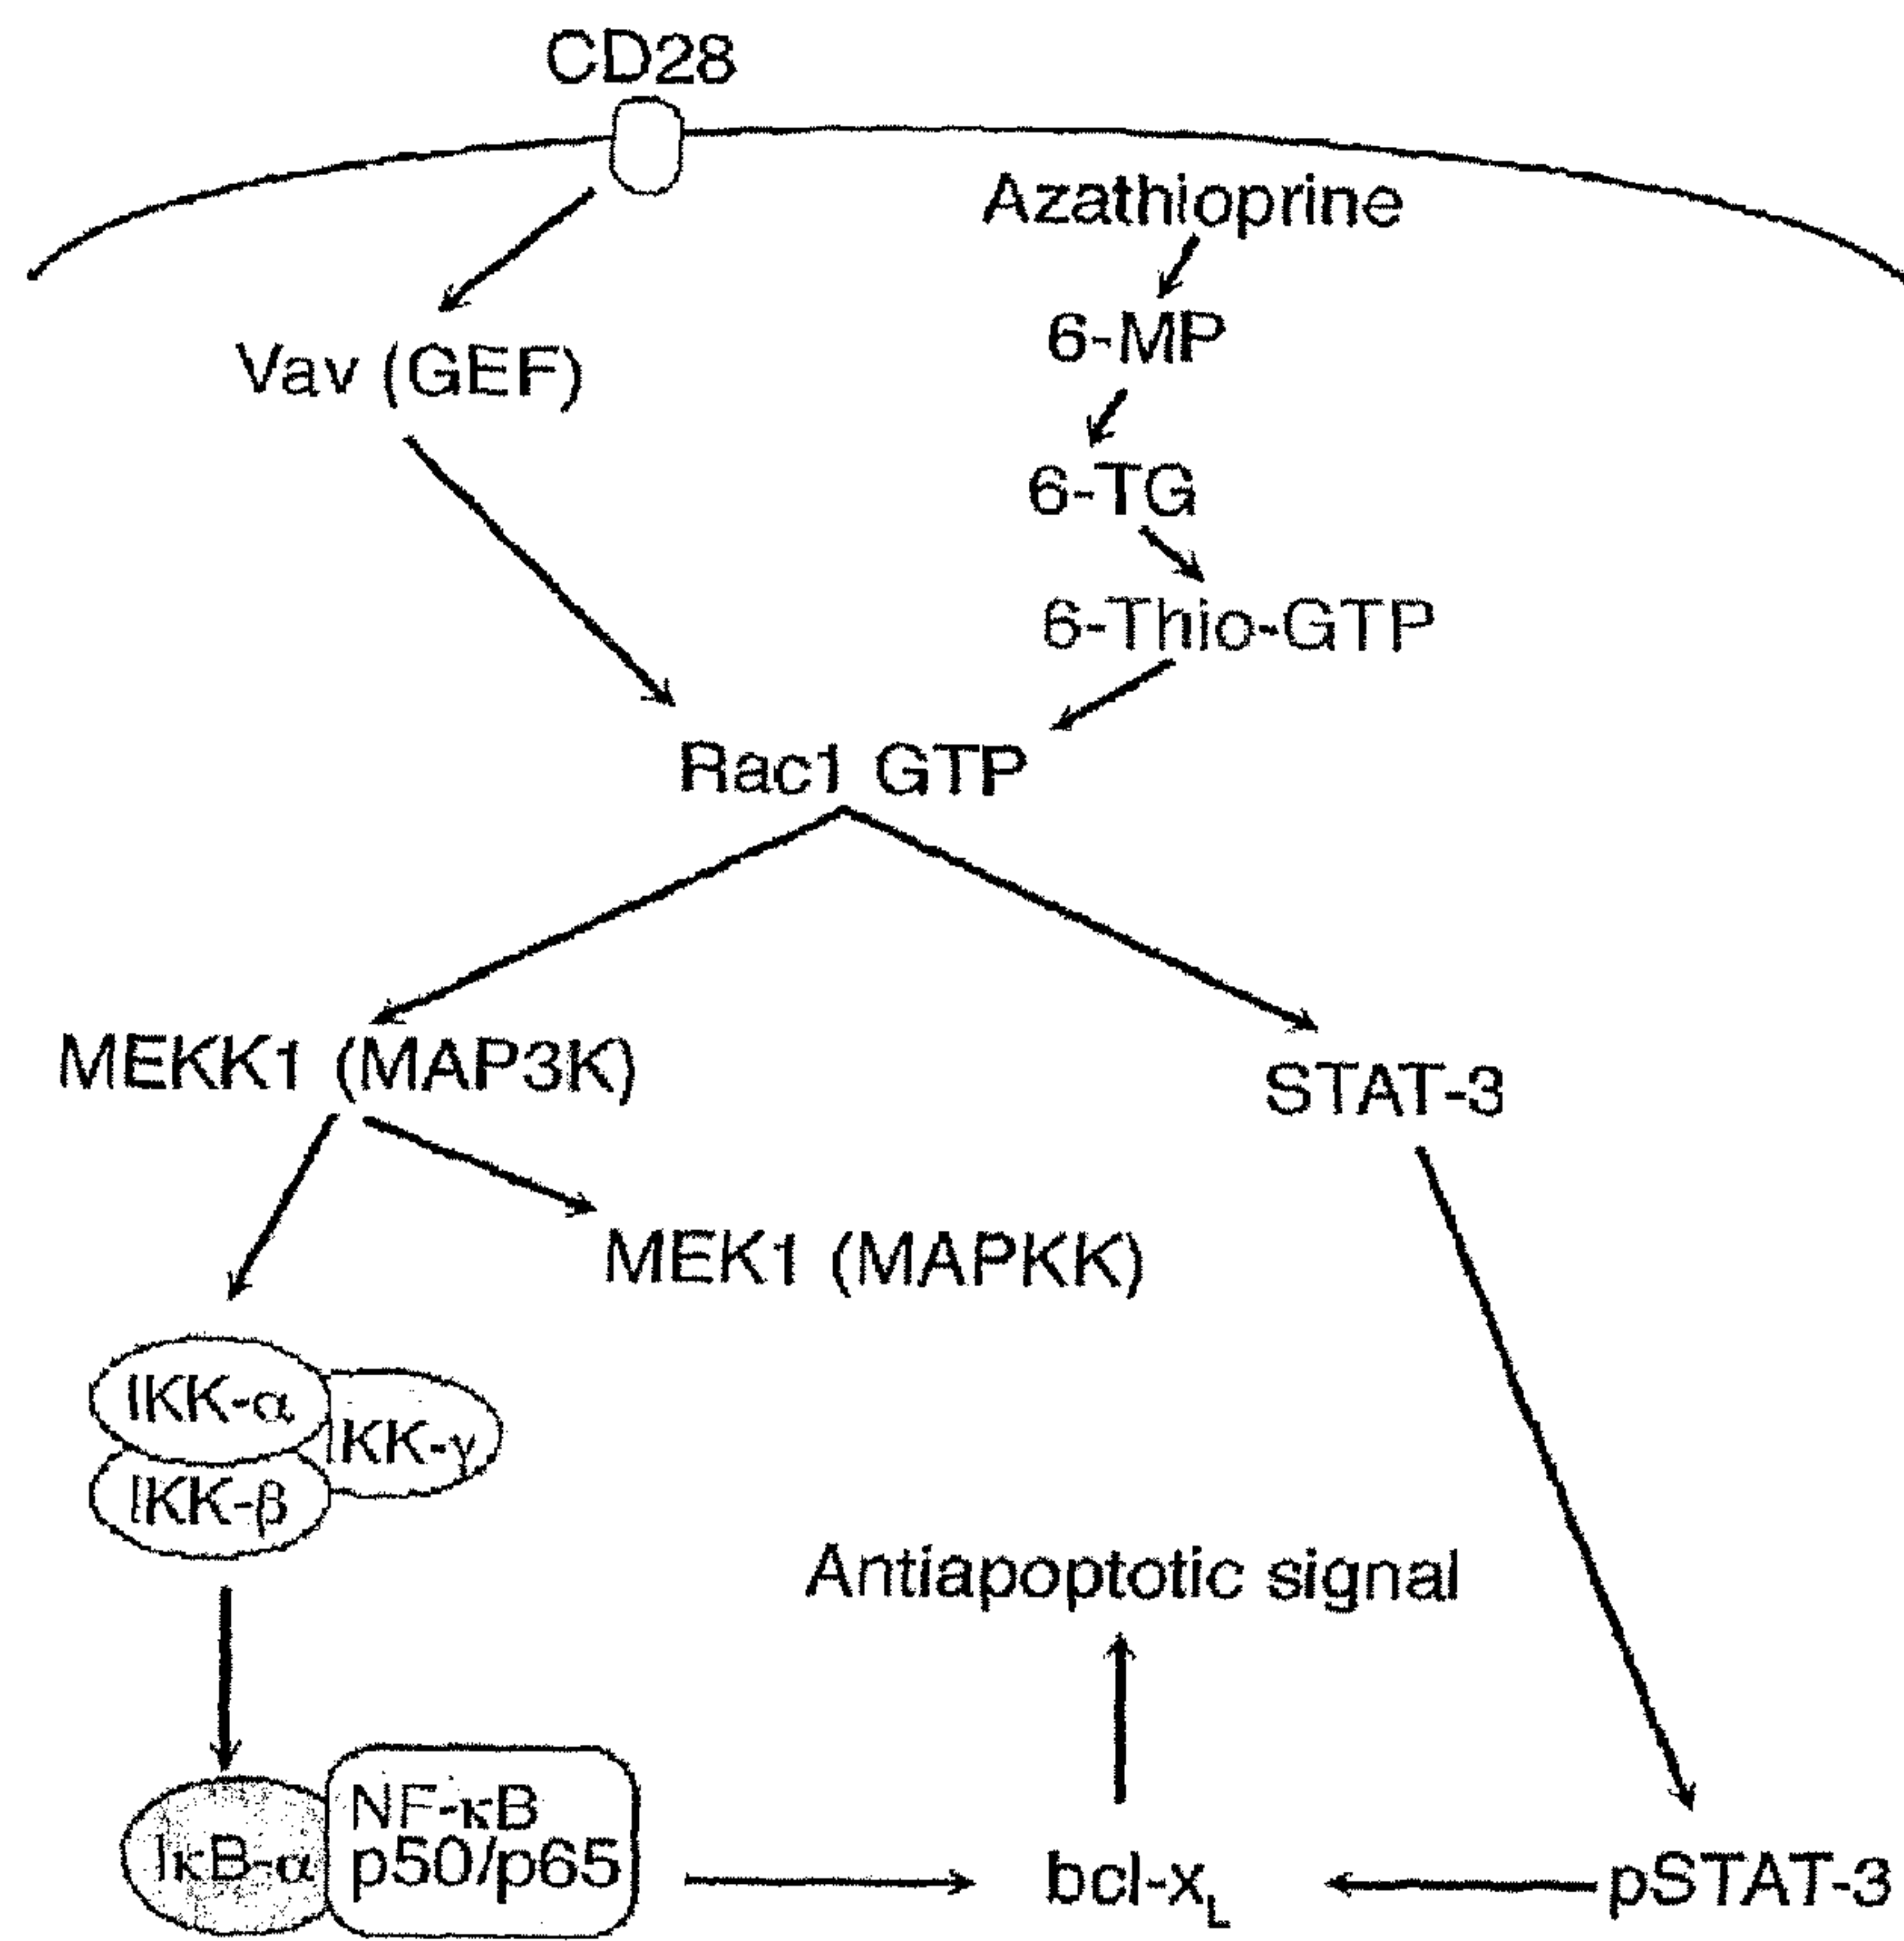 CD28
Azathioprine
6-MP
Vav (GEF)
6-TG
6-Thio-GTP
Rac1 GTP
MEKK1 (MAP3K)
STAT-3
MEK1 (MAPKK)
IKK-α
IKK-γ
IKK-β
Antiapoptotic signal
NF-κB
IκB-α
p50/p65
bcl-xL
pSTAT-3